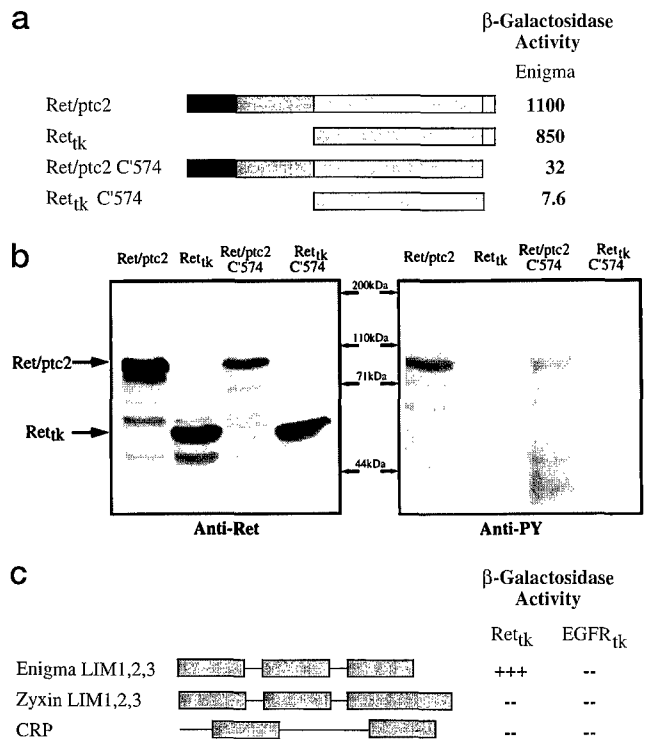 a
β-Galactosidase
Activity
Enigma
Ret/ptc2 1100
Rettk 850
Ret/ptc2 C'574 32
Rettk C'574 7.6
b
Ret/ptc2 Rettk Ret/ptc2 C'574 Rettk C'574
Ret/ptc2 Rettk Ret/ptc2 C'574 Rettk C'574
200kDa
110kDa
Ret/ptc2
71kDa
Rettk
44kDa
Anti-Ret Anti-PY
c
β-Galactosidase
Activity
Rettk EGFRtk
Enigma LIM1,2,3 +++ --
Zyxin LIM1,2,3 -- --
CRP -- --